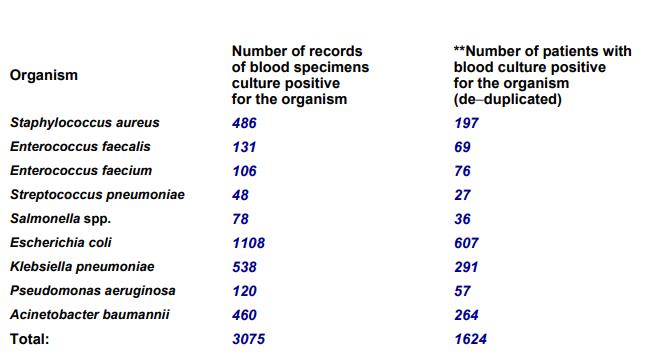 Organism
Number of records
of blood specimens
culture positive
for the organism
**Number of patients with
blood culture positive
for the organism
(de–duplicated)
Staphylococcus aureus 486 197
Enterococcus faecalis 131 69
Enterococcus faecium 106 76
Streptococcus pneumoniae 48 27
Salmonella spp. 78 36
Escherichia coli 1108 607
Klebsiella pneumoniae 538 291
Pseudomonas aeruginosa 120 57
Acinetobacter baumannii 460 264
Total: 3075 1624